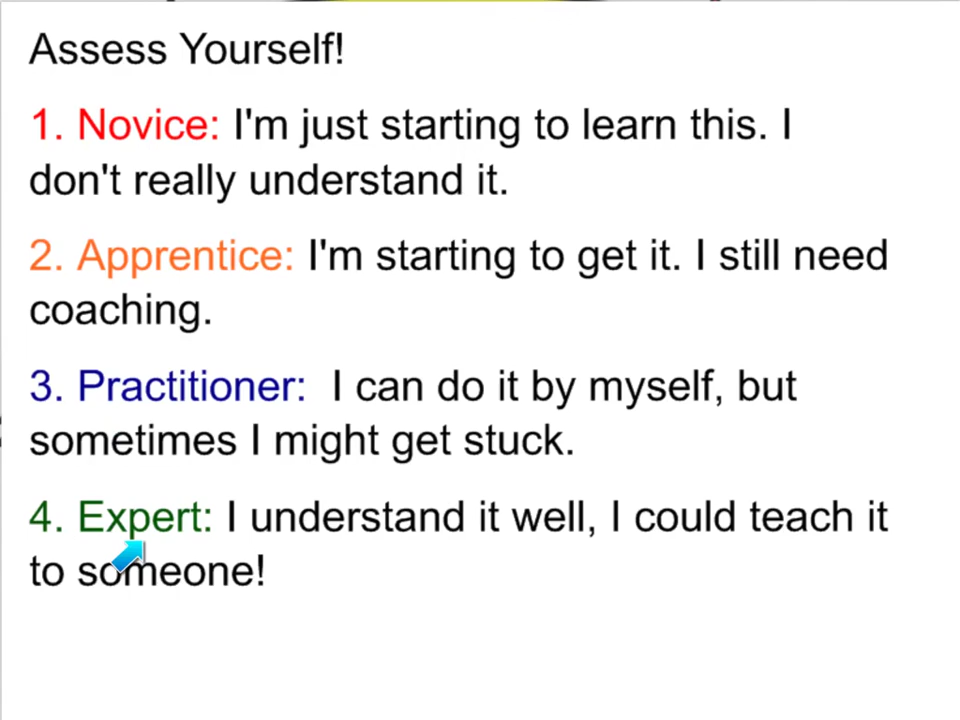 Assess Yourself!
1. Novice: I'm just starting to learn this. I
don't really understand it.
2. Apprentice: I'm starting to get it. I still need
coaching.
3. Practitioner: I can do it by myself, but
sometimes I might get stuck.
4. Expert: I understand it well, I could teach it
to someone!